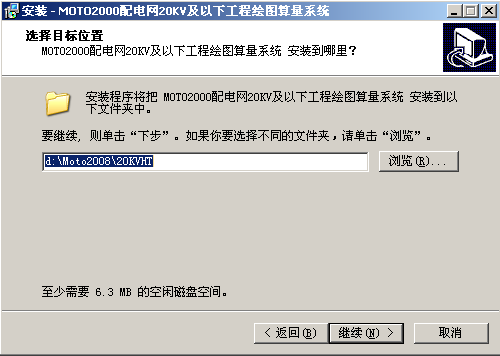 安装 - MOTO2000配电网20KV及以下工程绘图算量系统
选择目标位置
MOTO2000配电网20KV及以下工程绘图算量系统 安装到哪里？
安装程序将把 MOTO2000配电网20KV及以下工程绘图算量系统 安装到以
下文件夹中。
要继续, 则单击“下步”。如果你要选择不同的文件夹，请单击“浏览”。
d:\Moto2008\20KVHT
浏览(R)...
至少需要 6.3 MB 的空闲磁盘空间。
< 返回(B)
继续(N) >
取消